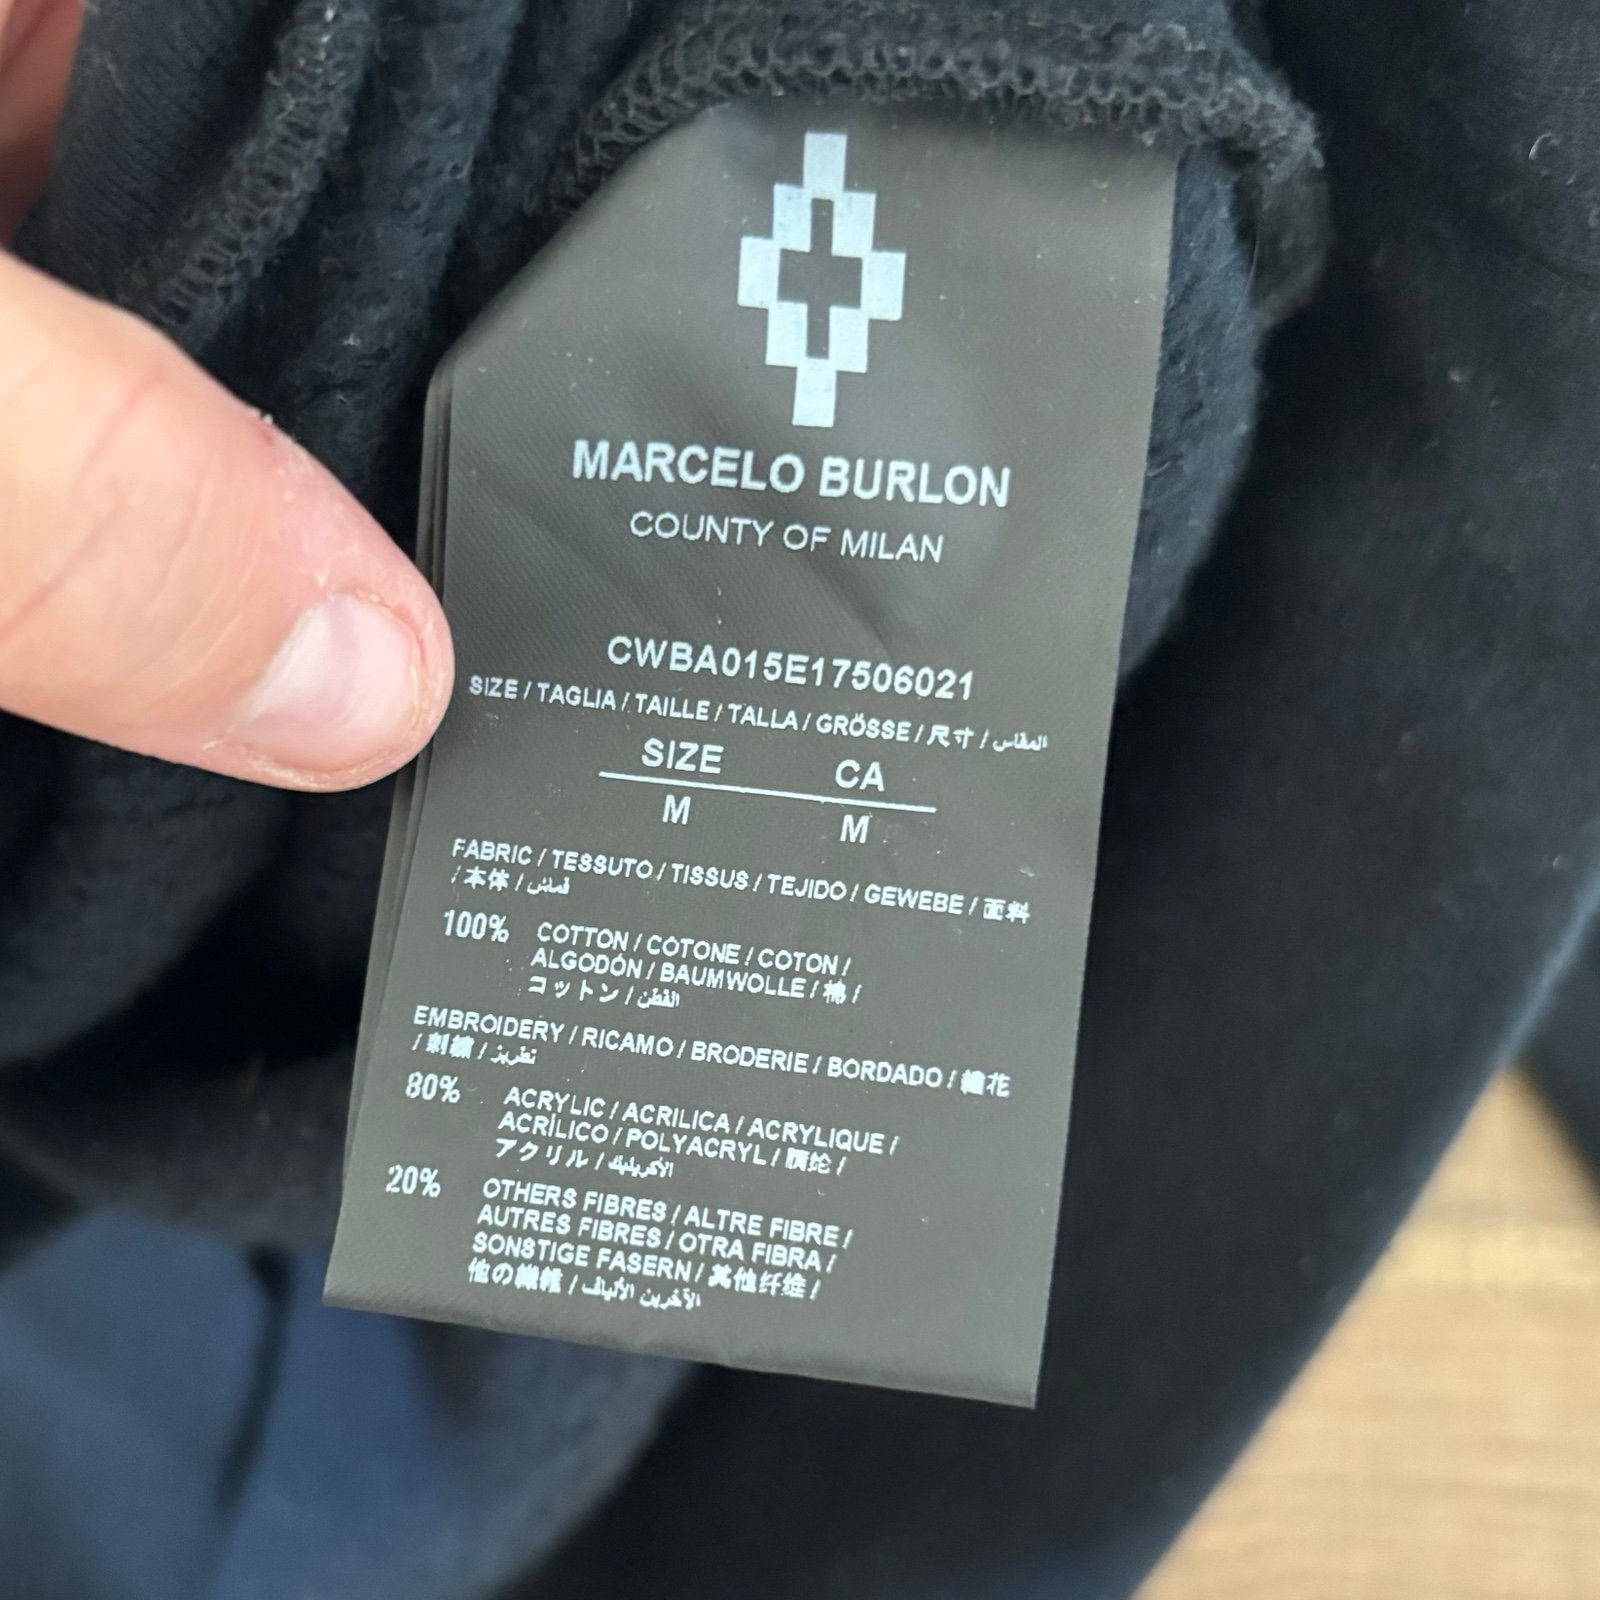 MARCELO BURLON
COUNTY OF MILAN
CWBA015E17506021
SIZE / TAGLIA / TAILLE / TALLA / GRÖSSE / 尺寸 / المقاس
SIZE CA
M M
FABRIC / TESSUTO / TISSUS / TEJIDO / GEWEBE / 面料
/ 本体 / قماش
100% COTTON / COTONE / COTON /
ALGODÓN / BAUMWOLLE / 棉 /
コットン / القطن
EMBROIDERY / RICAMO / BRODERIE / BORDADO / 繡花
/ 刺繍 / تطريز
80% ACRYLIC / ACRILICA / ACRYLIQUE /
ACRÍLICO / POLYACRYL / 腈纶 /
アクリル / الأكريليك
20% OTHERS FIBRES / ALTRE FIBRE /
AUTRES FIBRES / OTRA FIBRA /
SONSTIGE FASERN / 其他纤维 /
他の繊維 / الآخرين الألياف